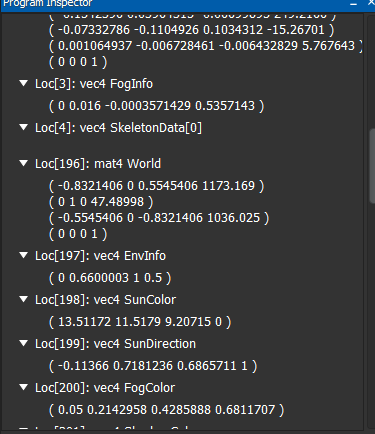 Program Inspector
( -0.07332786 -0.1104926 0.1034312 -15.26701 )
( 0.001064937 -0.006728461 -0.006432829 5.767643 )
( 0 0 0 1 )
Loc[3]: vec4 FogInfo
( 0 0.016 -0.0003571429 0.5357143 )
Loc[4]: vec4 SkeletonData[0]
Loc[196]: mat4 World
( -0.8321406 0 0.5545406 1173.169 )
( 0 1 0 47.48998 )
( -0.5545406 0 -0.8321406 1036.025 )
( 0 0 0 1 )
Loc[197]: vec4 EnvInfo
( 0 0.6600003 1 0.5 )
Loc[198]: vec4 SunColor
( 13.51172 11.5179 9.20715 0 )
Loc[199]: vec4 SunDirection
( -0.11366 0.7181236 0.6865711 1 )
Loc[200]: vec4 FogColor
( 0.05 0.2142958 0.4285888 0.6811707 )